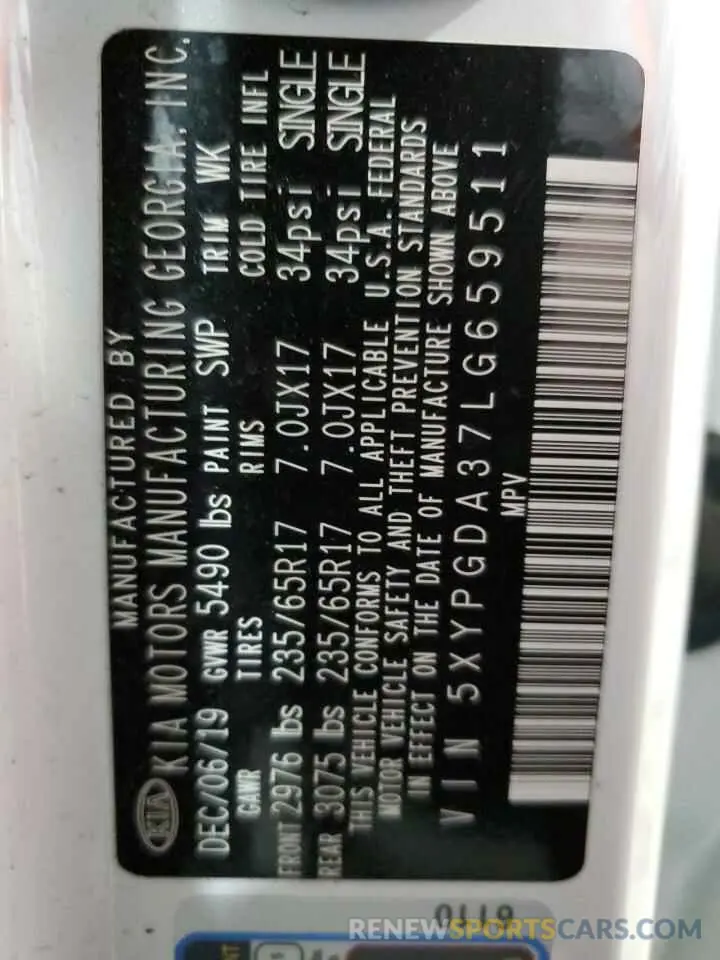 MANUFACTURED BY
KIA KIA MOTORS MANUFACTURING GEORGIA, INC.
DEC/06/19 GVWR 5490 lbs PAINT SWP TRIM WK
GAWR TIRES RIMS COLD TIRE INFL
FRONT 2976 lbs 235/65R17 7.0JX17 34psi SINGLE
REAR 3075 lbs 235/65R17 7.0JX17 34psi SINGLE
THIS VEHICLE CONFORMS TO ALL APPLICABLE U.S.A. FEDERAL
MOTOR VEHICLE SAFETY AND THEFT PREVENTION STANDARDS
IN EFFECT ON THE DATE OF MANUFACTURE SHOWN ABOVE
VIN 5XYPGDA37LG659511
MPV
RENEWSPORTSCARS.COM